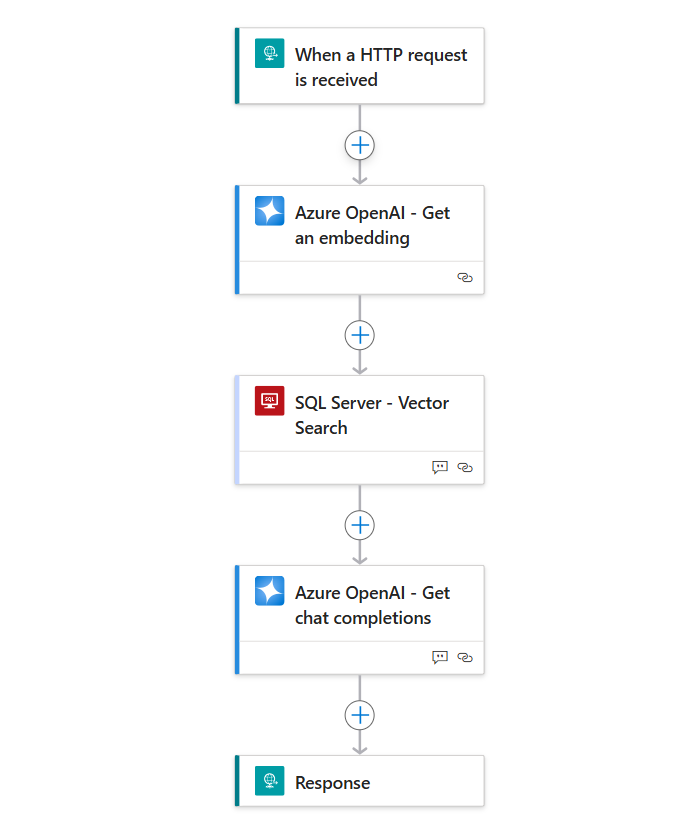 When a HTTP request
is received
Azure OpenAI - Get
an embedding
SQL
SQL Server - Vector
Search
Azure OpenAI - Get
chat completions
Response